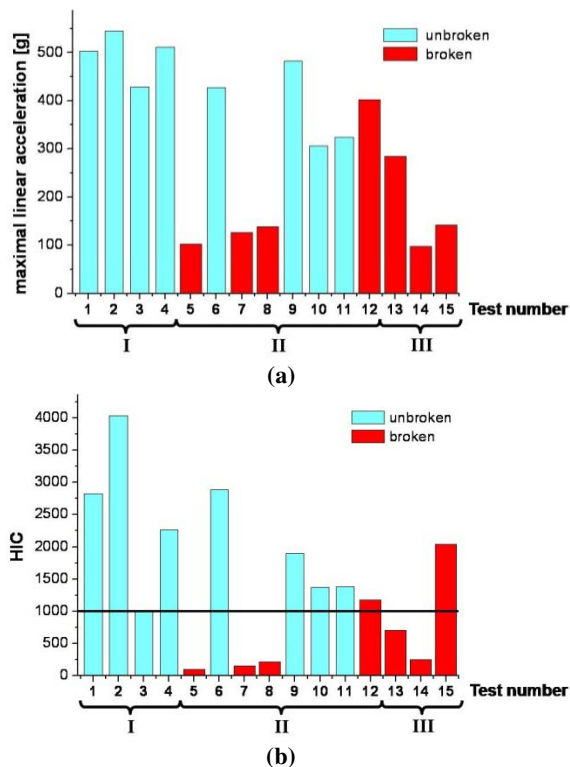 maximal linear acceleration [g]
500
400
300
200
100
0
unbroken
broken
1 2 3 4 5 6 7 8 9 10 11 12 13 14 15 Test number
I II III
(a)
HIC
4000
3500
3000
2500
2000
1500
1000
500
0
unbroken
broken
1 2 3 4 5 6 7 8 9 10 11 12 13 14 15 Test number
I II III
(b)